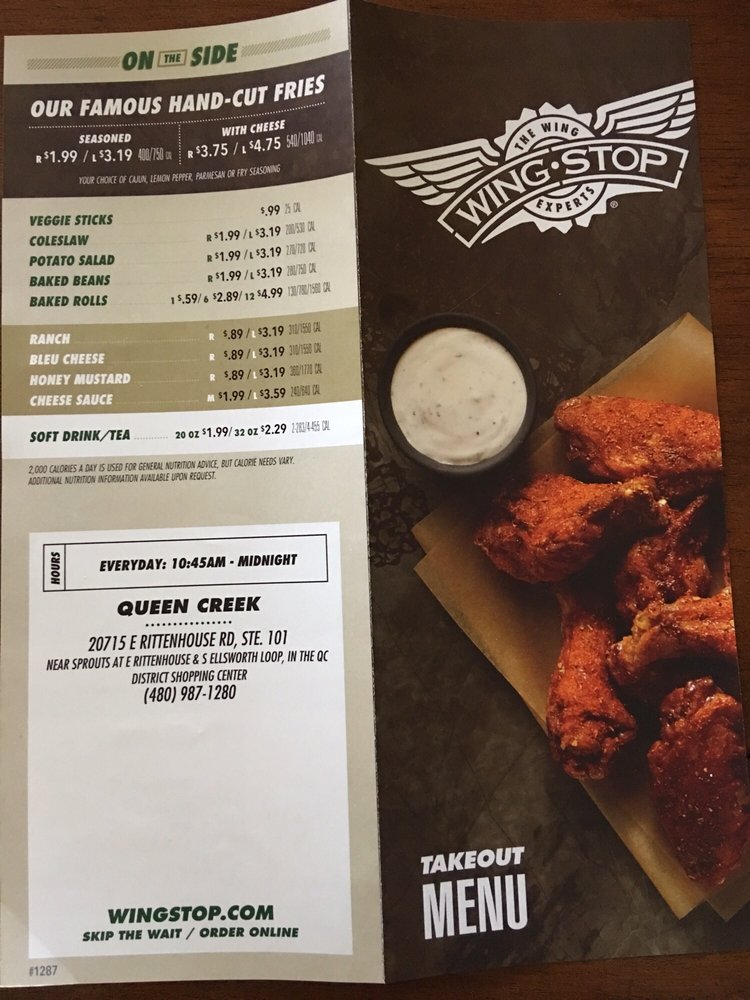 ON THE SIDE
OUR FAMOUS HAND-CUT FRIES
SEASONED
R $1.99 / L $3.19 400/750 CAL
WITH CHEESE
R $3.75 / L $4.75 540/1040 CAL
YOUR CHOICE OF CAJUN, LEMON PEPPER, PARMESAN OR FRY SEASONING
VEGGIE STICKS $.99 25 CAL
COLESLAW R $1.99 / L $3.19 200/530 CAL
POTATO SALAD R $1.99 / L $3.19 270/720 CAL
BAKED BEANS R $1.99 / L $3.19 280/750 CAL
BAKED ROLLS 1 $.59/ 6 $2.89/ 12 $4.99 130/780/1560 CAL
RANCH R $.89 / L $3.19 310/1550 CAL
BLEU CHEESE R $.89 / L $3.19 310/1550 CAL
HONEY MUSTARD R $.89 / L $3.19 360/1770 CAL
CHEESE SAUCE M $1.99 / L $3.59 240/640 CAL
SOFT DRINK/TEA 20 OZ $1.99/ 32 OZ $2.29 2-283/4-455 CAL
2,000 CALORIES A DAY IS USED FOR GENERAL NUTRITION ADVICE, BUT CALORIE NEEDS VARY.
ADDITIONAL NUTRITION INFORMATION AVAILABLE UPON REQUEST.
HOURS
EVERYDAY: 10:45AM - MIDNIGHT
QUEEN CREEK
20715 E RITTENHOUSE RD, STE. 101
NEAR SPROUTS AT E RITTENHOUSE & S ELLSWORTH LOOP, IN THE QC
DISTRICT SHOPPING CENTER
(480) 987-1280
WINGSTOP.COM
SKIP THE WAIT / ORDER ONLINE
#1287
THE WING
WING•STOP
EXPERTS ®
TAKEOUT
MENU